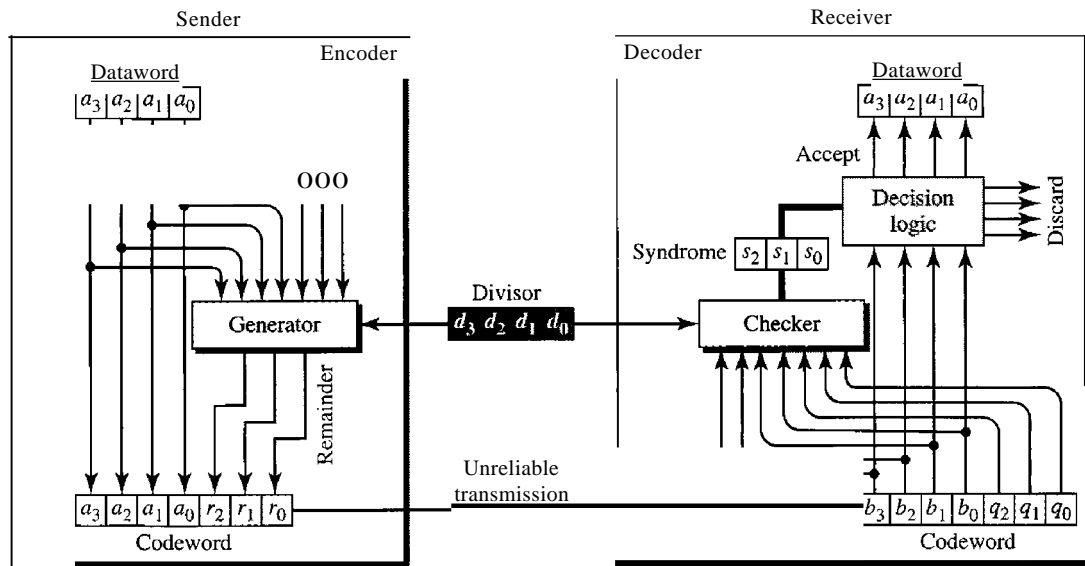 Sender
Receiver
Encoder
Decoder
Dataword
a3 a2 a1 a0
Dataword
a3 a2 a1 a0
Accept
OOO
Decision
logic
Discard
Syndrome
s2 s1 s0
Generator
Divisor
d3 d2 d1 d0
Checker
Remainder
Unreliable
transmission
a3 a2 a1 a0 r2 r1 r0
Codeword
b3 b2 b1 b0 q2 q1 q0
Codeword